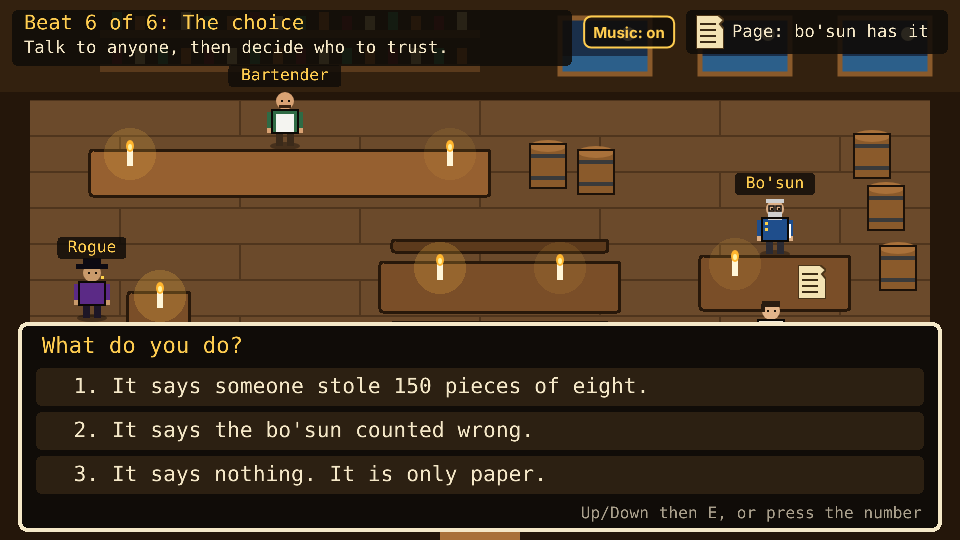 Beat 6 of 6: The choice
Talk to anyone, then decide who to trust.
Music: on
Page: bo'sun has it
Bartender
Bo'sun
Rogue
What do you do?
1. It says someone stole 150 pieces of eight.
2. It says the bo'sun counted wrong.
3. It says nothing. It is only paper.
Up/Down then E, or press the number